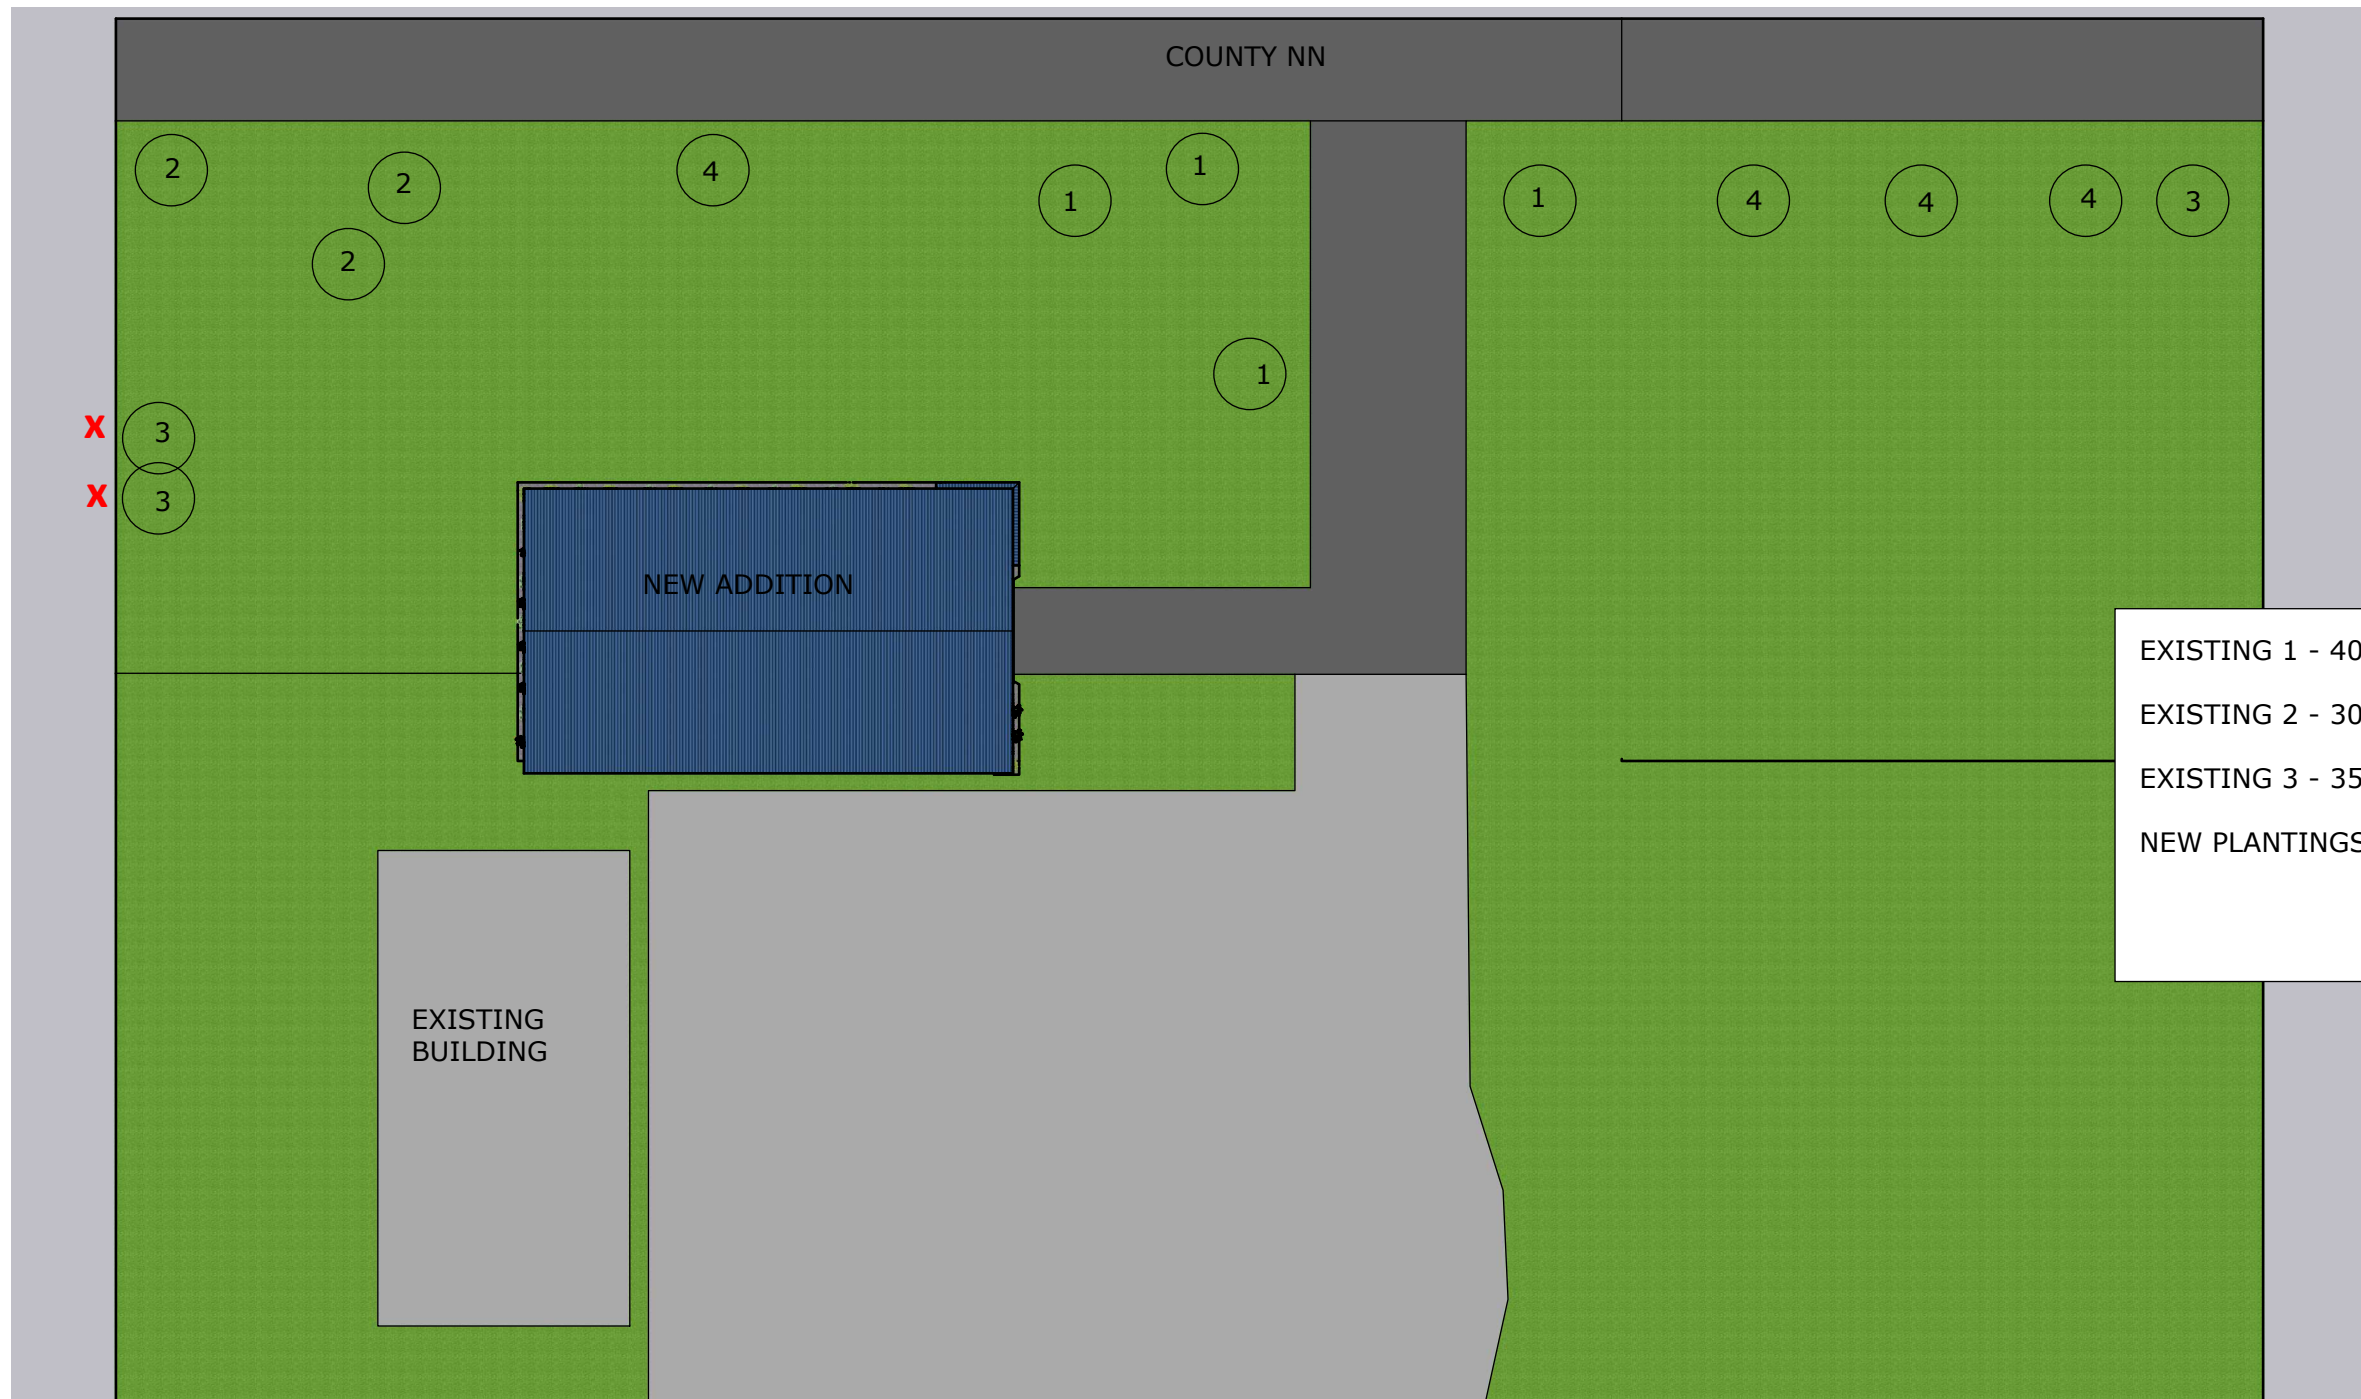 COUNTY NN
2
2
4
1
1
1
4
4
4
3
2
1
X
3
X
3
NEW ADDITION
EXISTING 1 - 40
EXISTING 2 - 30
EXISTING 3 - 35
NEW PLANTINGS
EXISTING
BUILDING